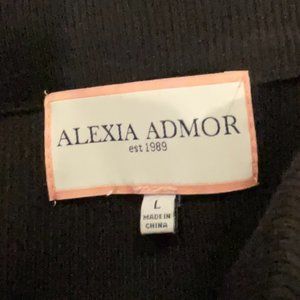 ALEXIA ADMOR
est 1989
L
MADE IN
CHINA